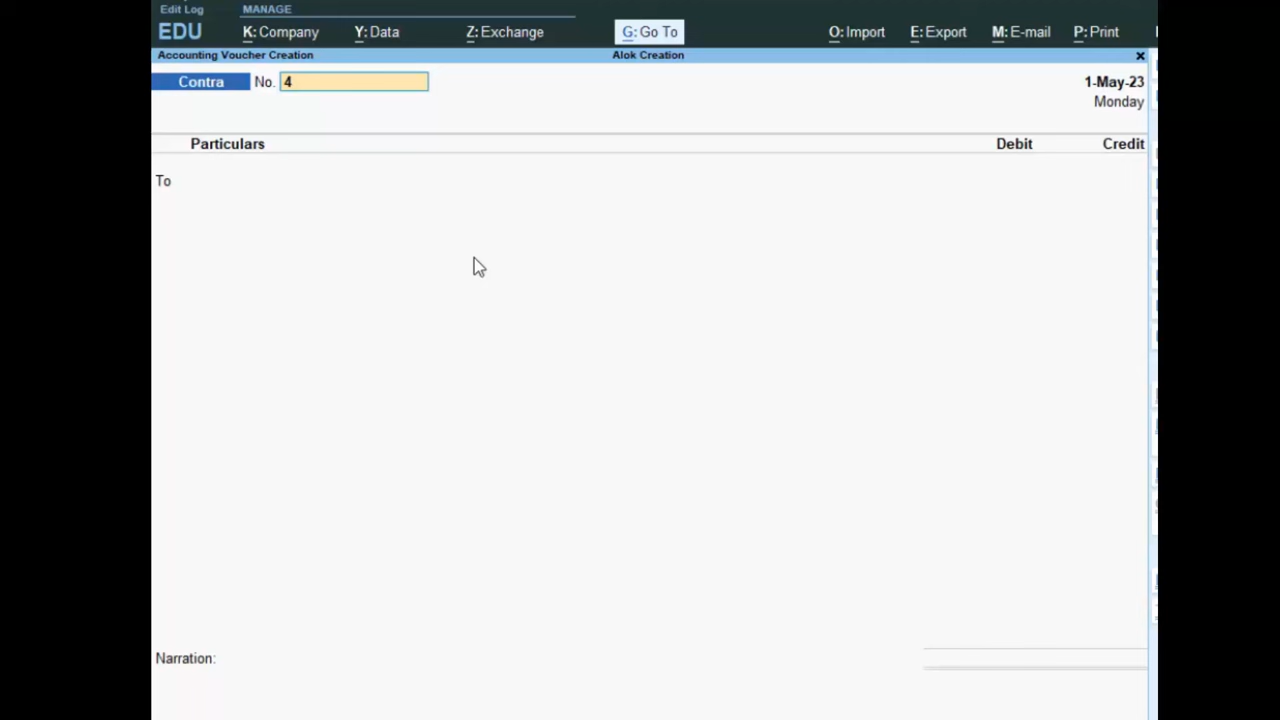 Edit Log MANAGE
EDU K: Company Y: Data Z: Exchange G: Go To O: Import E: Export M: E-mail P: Print
Accounting Voucher Creation Alok Creation
Contra No. 4 1-May-23
Monday
Particulars Debit Credit
To
Narration: